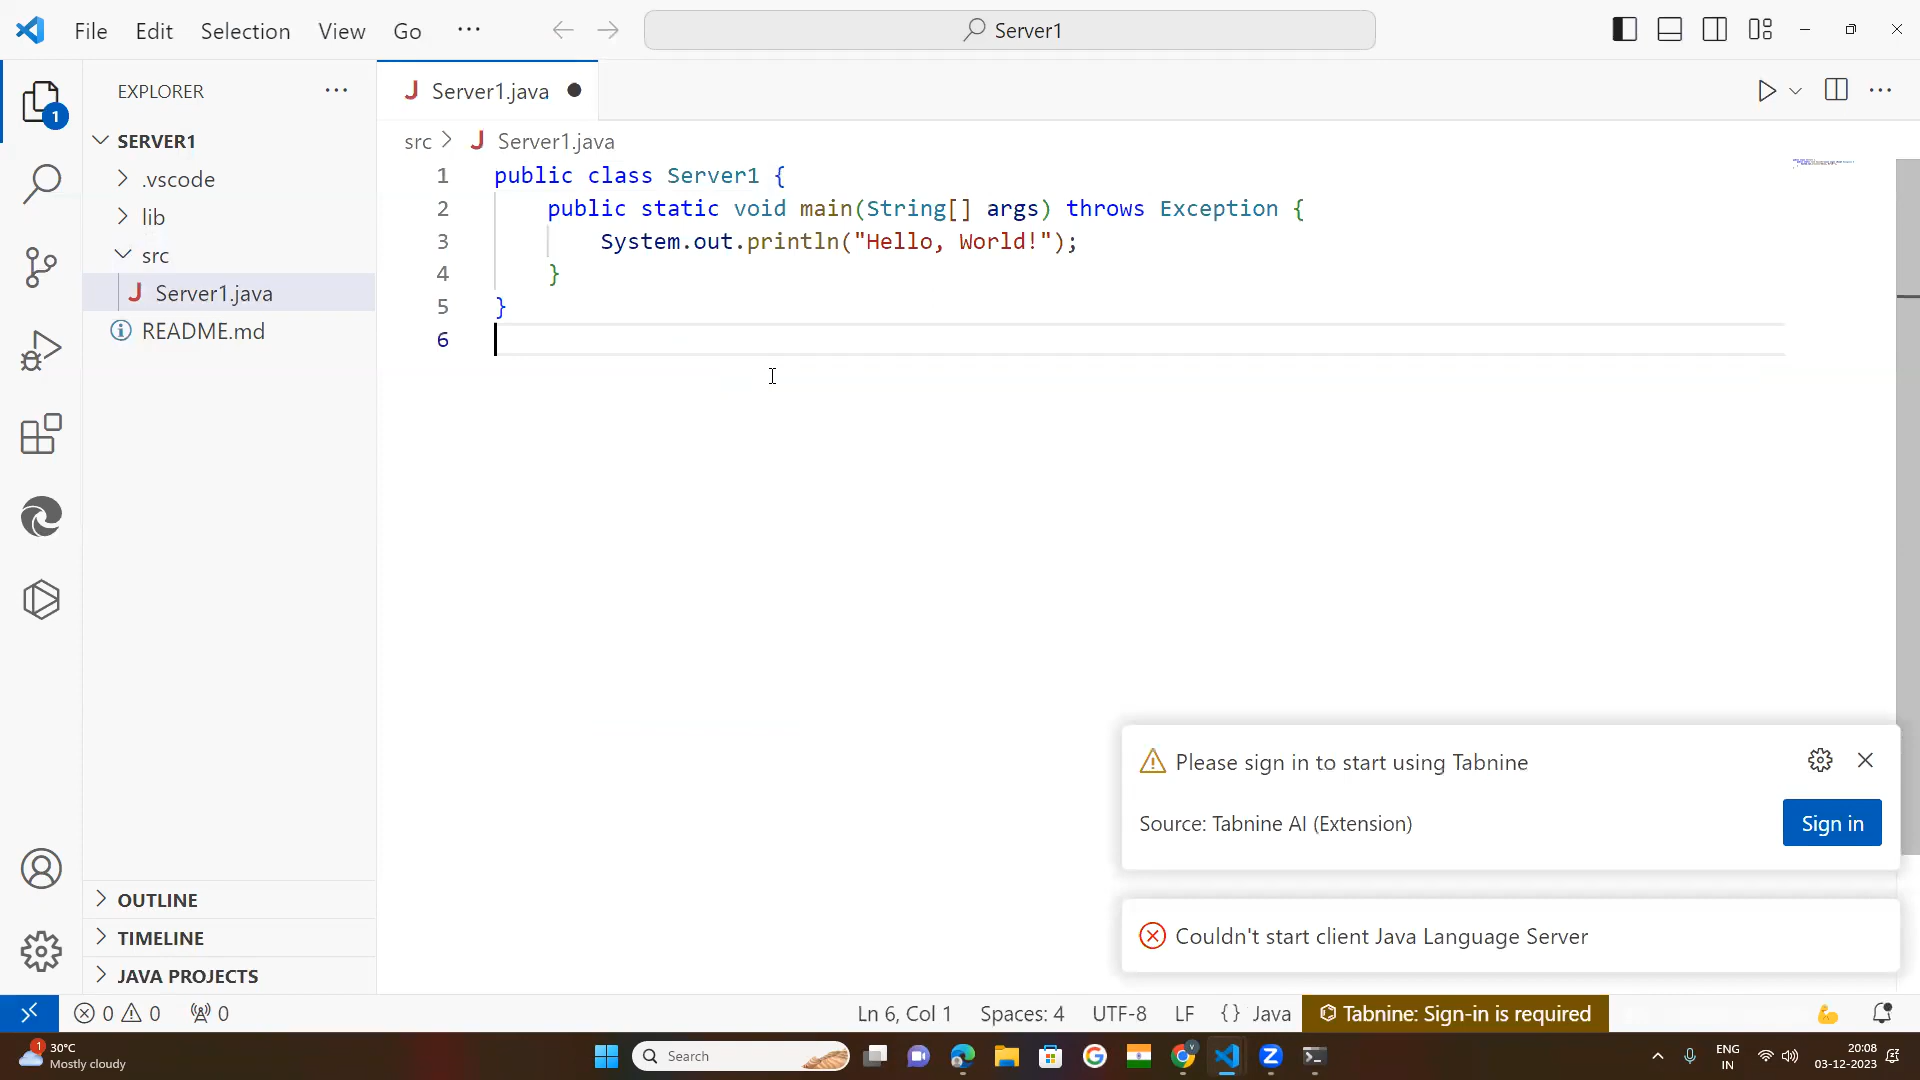 File Edit Selection View Go ··· Server1
EXPLORER ···
Server1.java
1
SERVER1
src > Server1.java
.vscode
lib
src
Server1.java
README.md
1 public class Server1 {
2 public static void main(String[] args) throws Exception {
3 System.out.println("Hello, World!");
4 }
5 }
6
Please sign in to start using Tabnine
Source: Tabnine AI (Extension)
Sign in
Couldn't start client Java Language Server
OUTLINE
TIMELINE
JAVA PROJECTS
0 0 0 Ln 6, Col 1 Spaces: 4 UTF-8 LF {} Java Tabnine: Sign-in is required
1
30°C
Mostly cloudy
Search
V
ENG
IN
20:08
03-12-2023